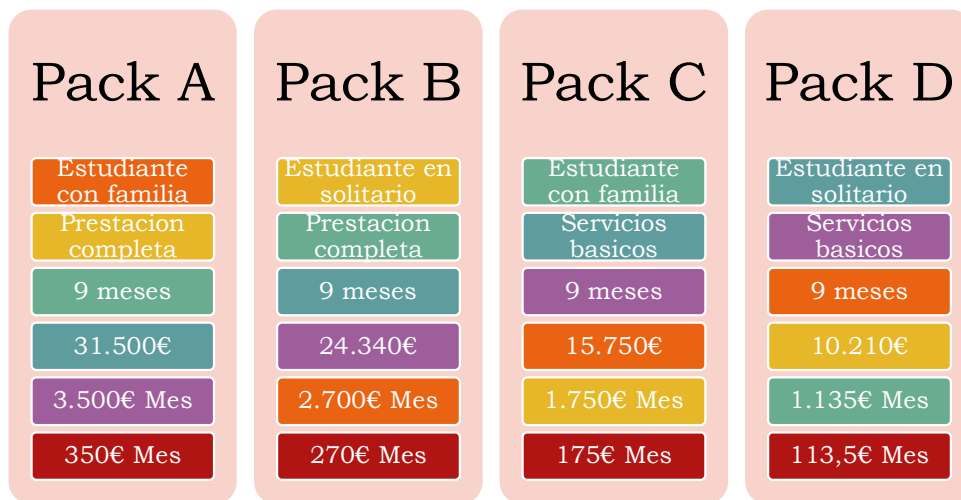 Pack A
Estudiante
con familia
Prestacion
completa
9 meses
31.500€
3.500€ Mes
350€ Mes
Pack B
Estudiante en
solitario
Prestacion
completa
9 meses
24.340€
2.700€ Mes
270€ Mes
Pack C
Estudiante
con familia
Servicios
basicos
9 meses
15.750€
1.750€ Mes
175€ Mes
Pack D
Estudiante en
solitario
Servicios
basicos
9 meses
10.210€
1.135€ Mes
113,5€ Mes